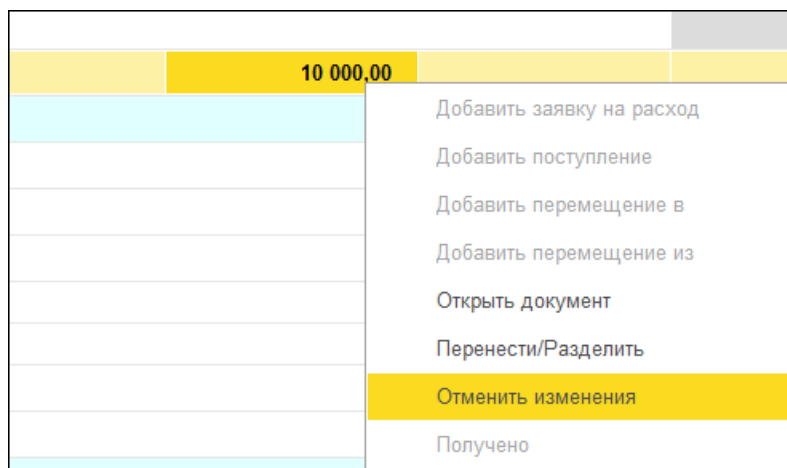 10 000,00
Добавить заявку на расход
Добавить поступление
Добавить перемещение в
Добавить перемещение из
Открыть документ
Перенести/Разделить
Отменить изменения
Получено